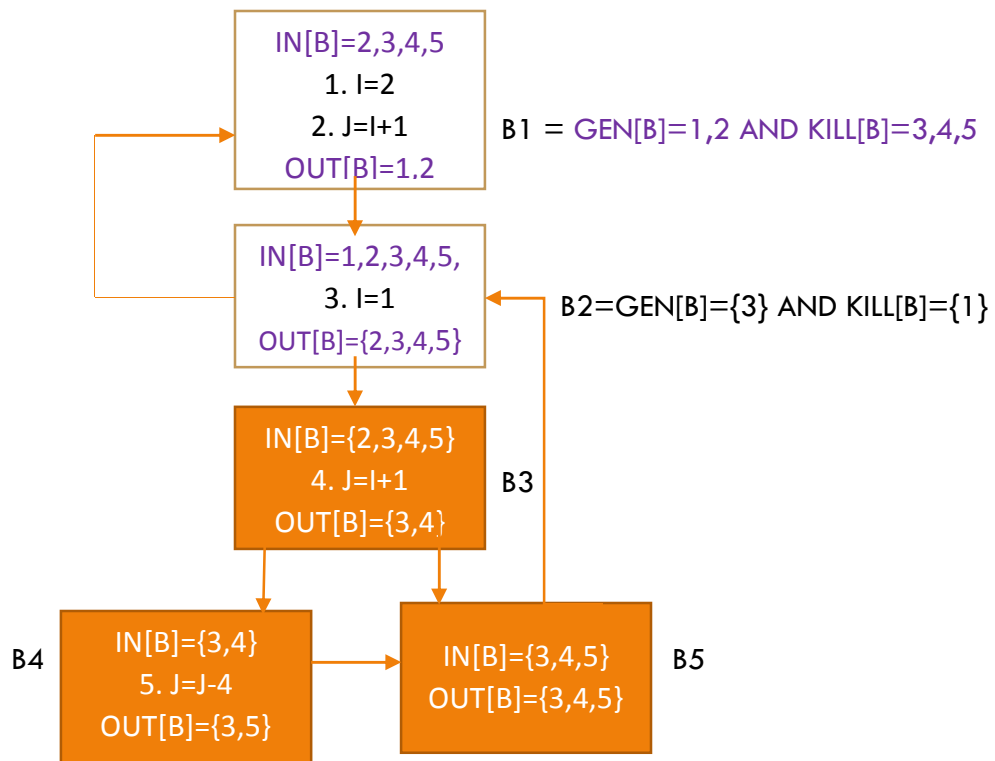 IN[B]=2,3,4,5
1. I=2
2. J=I+1
OUT[B]=1,2
B1 = GEN[B]=1,2 AND KILL[B]=3,4,5
IN[B]=1,2,3,4,5,
3. I=1
OUT[B]={2,3,4,5}
B2=GEN[B]={3} AND KILL[B]={1}
IN[B]={2,3,4,5}
4. J=I+1
OUT[B]={3,4}
B3
B4
IN[B]={3,4}
5. J=J-4
OUT[B]={3,5}
IN[B]={3,4,5}
OUT[B]={3,4,5}
B5